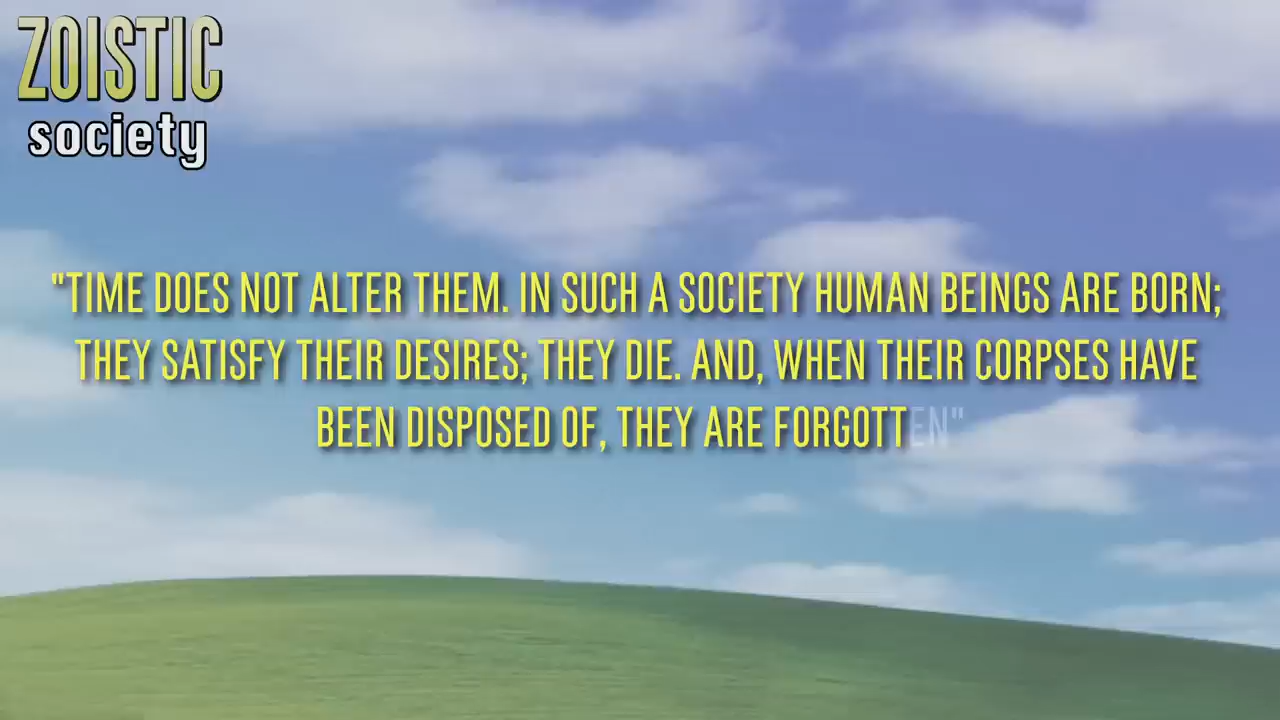 ZOISTIC
society
"TIME DOES NOT ALTER THEM. IN SUCH A SOCIETY HUMAN BEINGS ARE BORN;
THEY SATISFY THEIR DESIRES; THEY DIE. AND, WHEN THEIR CORPSES HAVE
BEEN DISPOSED OF, THEY ARE FORGOTTEN"